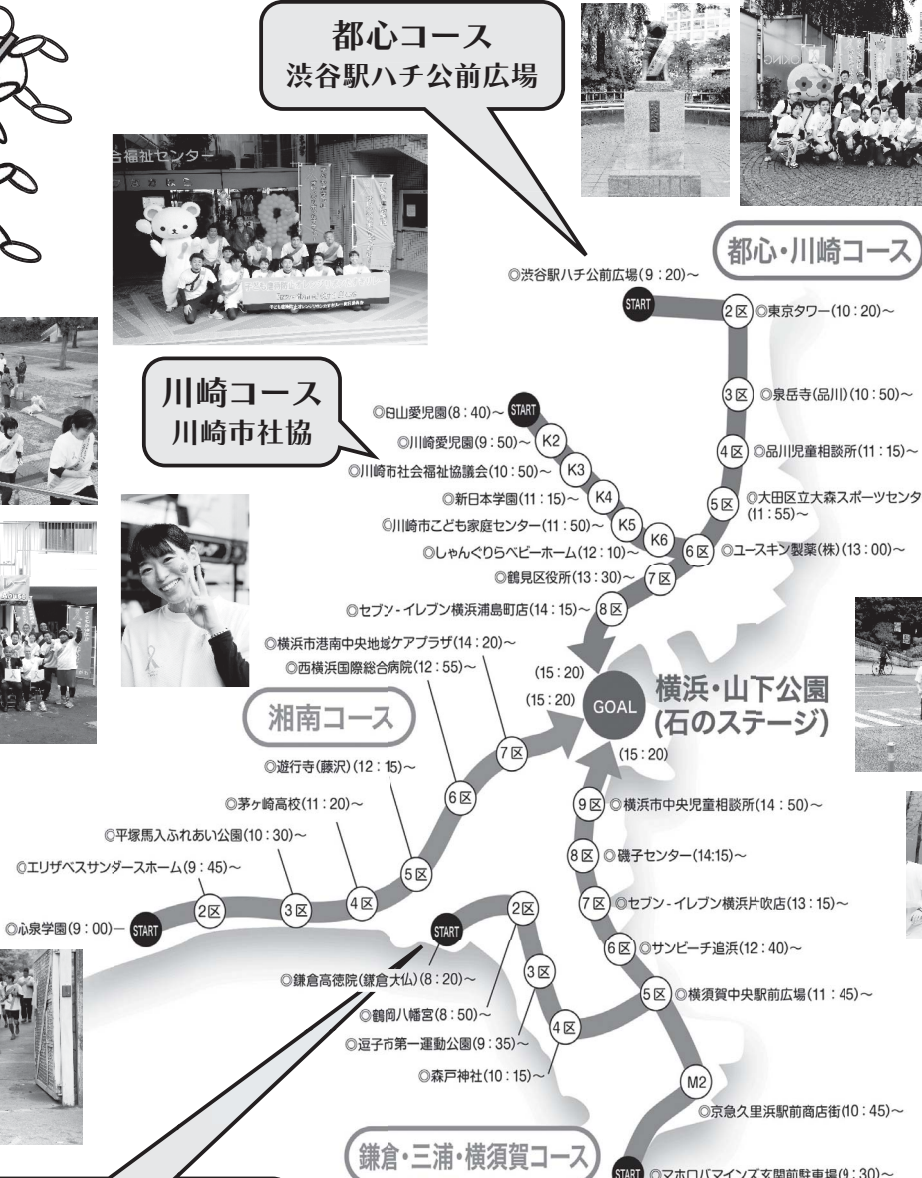 都心コース
渋谷駅ハチ公前広場
合福祉センター
都心・川崎コース
◎渋谷駅ハチ公前広場(9：20)～
START
2区
◎東京タワー(10：20)～
3区
◎泉岳寺(品川)(10：50)～
4区
◎品川児童相談所(11：15)～
5区
◎大田区立大森スポーツセンタ
(11：55)～
川崎コース
川崎市社協
◎白山愛児園(8：40)～
START
◎川崎愛児園(9：50)～
K2
◎川崎市社会福祉協議会(10：50)～
K3
◎新日本学園(11：15)～
K4
◎川崎市こども家庭センター(11：50)～
K5
◎しゃんぐりらベビーホーム(12：10)～
K6
6区
◎ユースキン製薬(株)(13：00)～
◎鶴見区役所(13：30)～
7区
◎セブン-イレブン横浜浦島町店(14：15)～
8区
◎横浜市港南中央地域ケアプラザ(14：20)～
◎西横浜国際総合病院(12：55)～
(15：20)
(15：20)
GOAL
横浜・山下公園
(石のステージ)
(15：20)
湘南コース
7区
◎遊行寺(藤沢)(12：15)～
6区
◎茅ヶ崎高校(11：20)～
◎平塚馬入ふれあい公園(10：30)～
◎エリザベスサンダースホーム(9：45)～
5区
4区
3区
2区
◎心泉学園(9：00)―
START
9区
◎横浜市中央児童相談所(14：50)～
8区
◎磯子センター(14:15)～
7区
◎セブン-イレブン横浜片吹店(13：15)～
6区
◎サンビーチ追浜(12：40)～
5区
◎横須賀中央駅前広場(11：45)～
START
2区
◎鎌倉高徳院(鎌倉大仏)(8：20)～
3区
◎鶴岡八幡宮(8：50)～
◎逗子市第一運動公園(9：35)～
4区
◎森戸神社(10：15)～
M2
◎京急久里浜駅前商店街(10：45)～
鎌倉・三浦・横須賀コース
START
◎マホロバマインズ玄関前駐車場(9：30)～